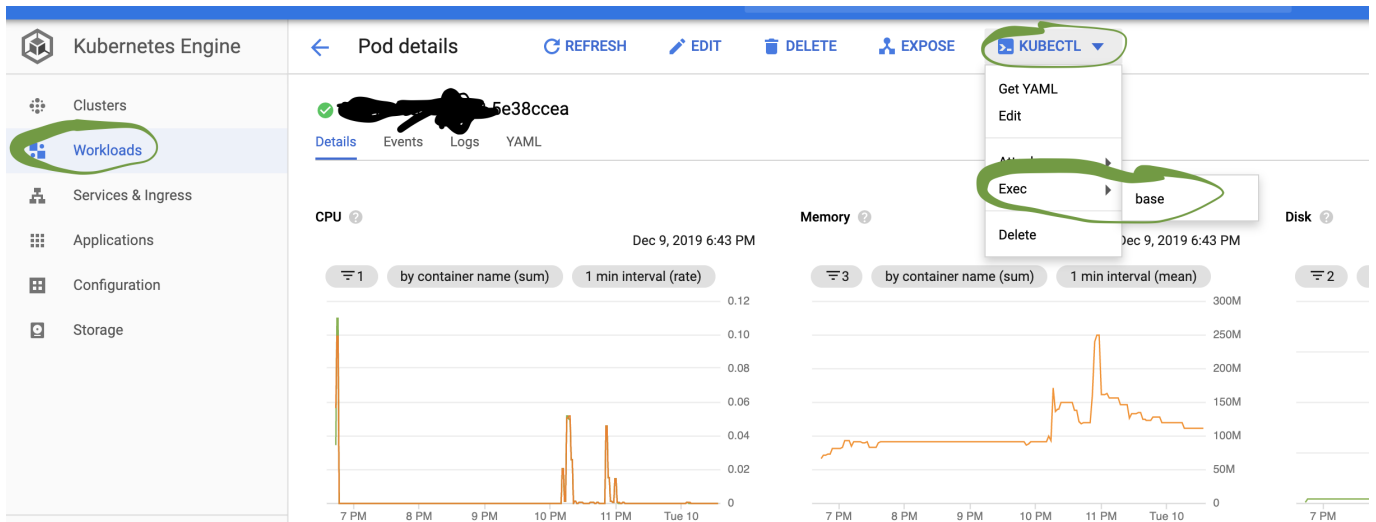 Kubernetes Engine
Pod details
REFRESH
EDIT
DELETE
EXPOSE
KUBECTL
Clusters
Workloads
Services & Ingress
Applications
Configuration
Storage
5e38ccea
Details
Events
Logs
YAML
Get YAML
Edit
Exec
base
Delete
CPU
Dec 9, 2019 6:43 PM
1
by container name (sum)
1 min interval (rate)
0.12
0.10
0.08
0.06
0.04
0.02
0
7 PM
8 PM
9 PM
10 PM
11 PM
Tue 10
Memory
Dec 9, 2019 6:43 PM
3
by container name (sum)
1 min interval (mean)
300M
200M
150M
100M
50M
0
7 PM
8 PM
9 PM
10 PM
11 PM
Tue 10
Disk
2
7 PM